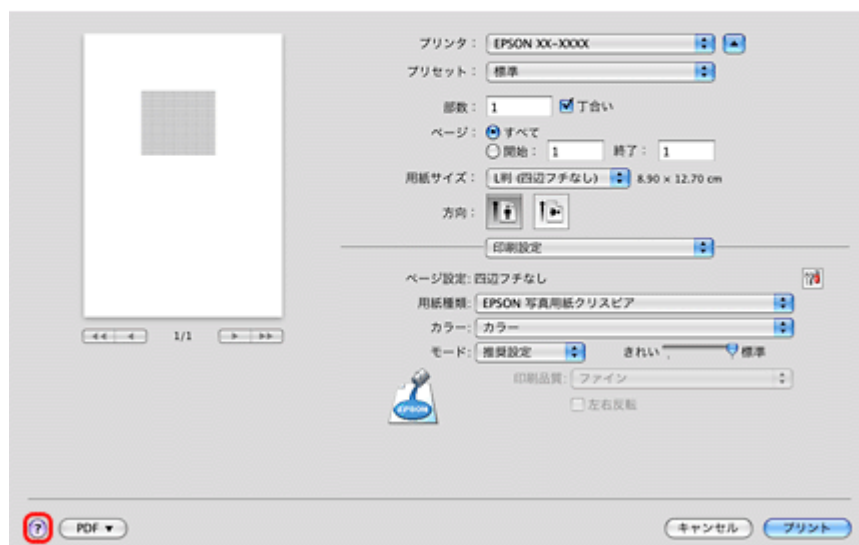 プリンタ： EPSON XX-XXXX
プリセット： 標準
部数： 1 丁合い
ページ： すべて
開始： 1 終了： 1
用紙サイズ： L判 (四辺フチなし) 8.90 × 12.70 cm
方向：
印刷設定
ページ設定: 四辺フチなし
用紙種類: EPSON 写真用紙クリスピア
カラー: カラー
1/1
モード: 推奨設定 きれい 標準
印刷品質: ファイン
EPSON
左右反転
? PDF ▼ キャンセル プリント